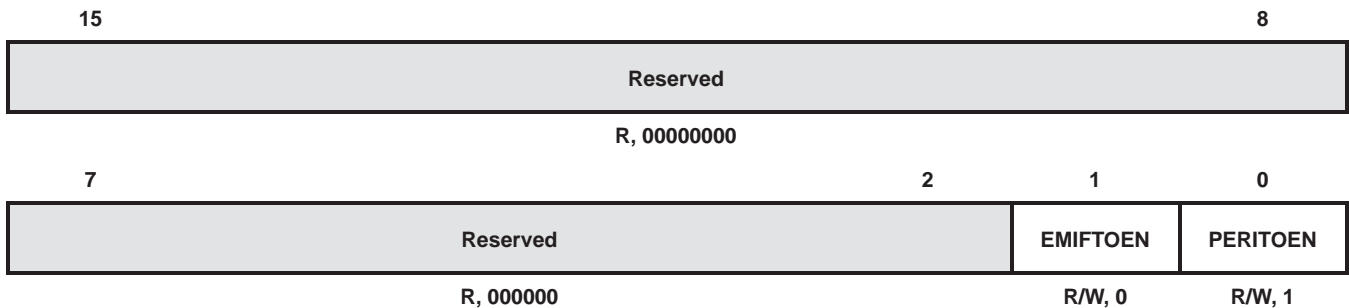 15 8
Reserved
R, 00000000
7 2 1 0
Reserved EMIFTOEN PERITOEN
R, 000000 R/W, 0 R/W, 1